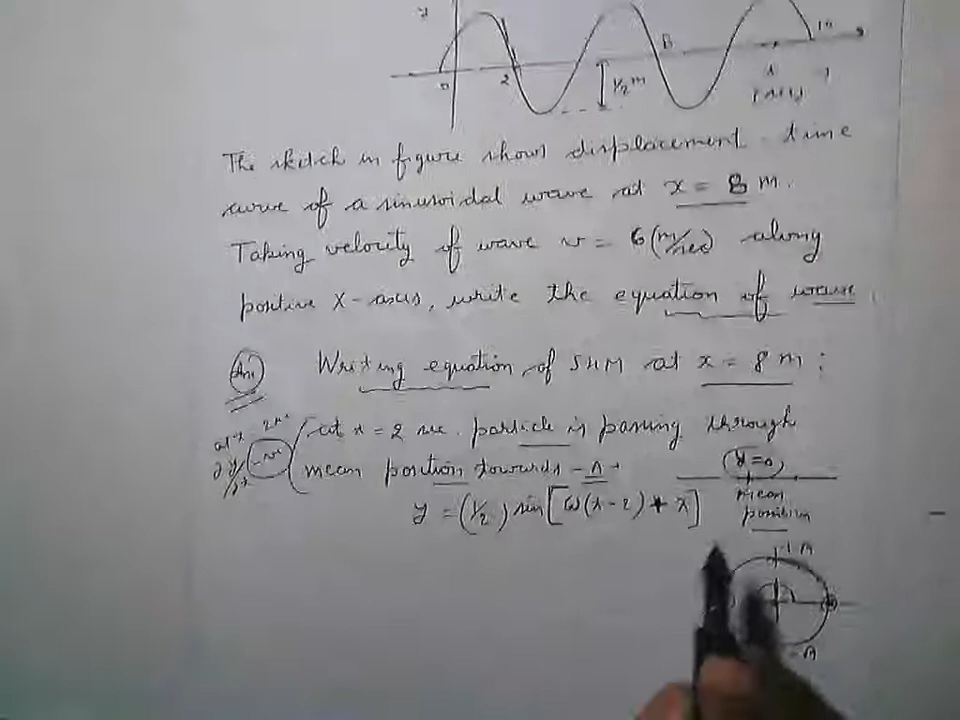 y
0
2
8
10
1/2 m
t
The sketch in figure shows displacement time
curve of a sinusoidal wave at x = 8 m.
Taking velocity of wave v = 6 (m/sec) along
positive X-axis, write the equation of wave.
Ans Writing equation of SHM at x = 8 m :
at t = 2 sec. particle is passing through
mean position towards - A.
y = (1/2) sin [ω(t-2) + π]
y = 0
mean
position
+A
-A